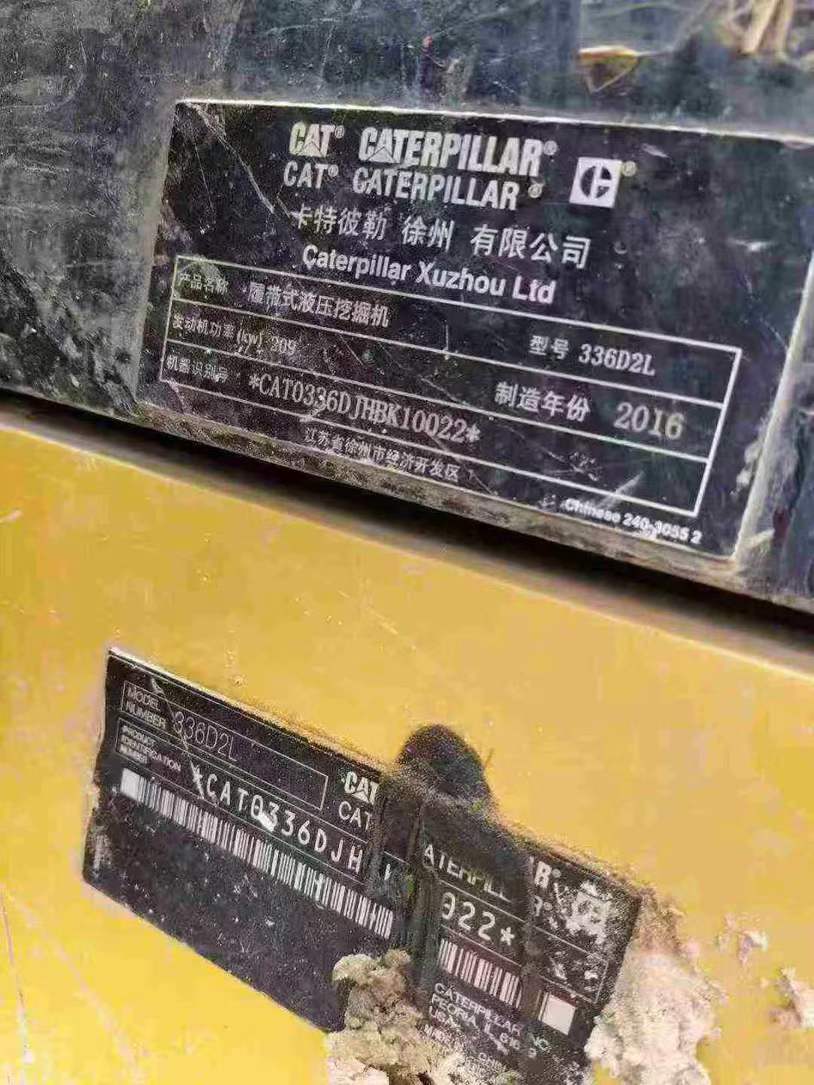 CAT® CATERPILLAR®
CAT® CATERPILLAR®
卡特彼勒 徐州 有限公司
Caterpillar Xuzhou Ltd
产品名称 履带式液压挖掘机 型号 336D2L
发动机功率(kw) 209 制造年份 2016
机器识别号 *CAT0336DJHBK10022*
江苏省徐州市经济开发区
Chinese 240-3055 2
MODEL NUMBER 336D2L
CAT
CAT
ATERPILL
PRODUCT IDENTIFICATION NUMBER
*CAT0336DJH
022*
CATERPILLAR INC
PEORIA, IL
USA